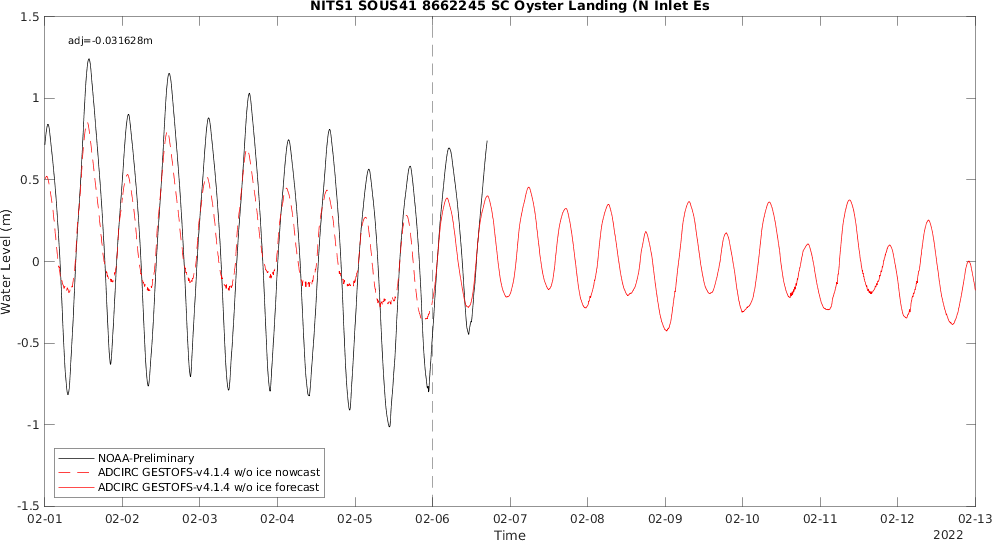 NITS1 SOUS41 8662245 SC Oyster Landing (N Inlet Es
adj=-0.031628m
1.5
1
0.5
0
-0.5
-1
-1.5
Water Level (m)
NOAA-Preliminary
ADCIRC GESTOFS-v4.1.4 w/o ice nowcast
ADCIRC GESTOFS-v4.1.4 w/o ice forecast
02-01 02-02 02-03 02-04 02-05 02-06 02-07 02-08 02-09 02-10 02-11 02-12 02-13
Time
2022